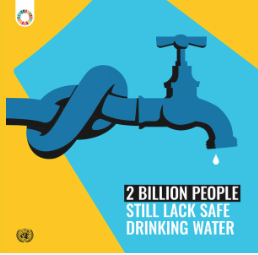 2 BILLION PEOPLE
STILL LACK SAFE
DRINKING WATER